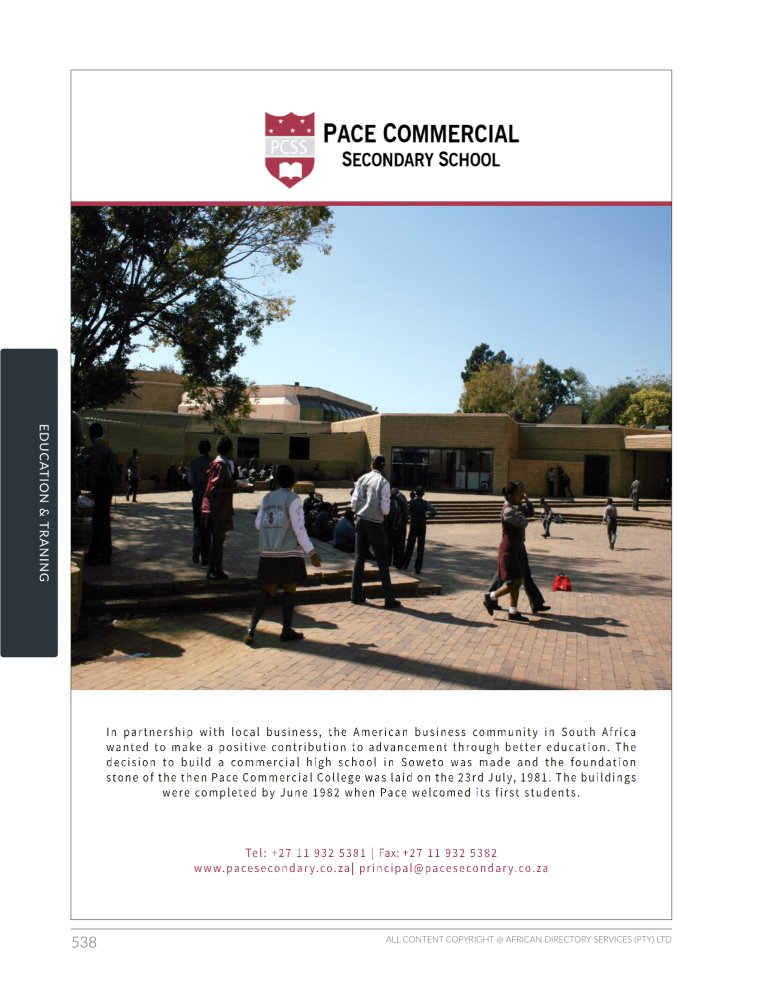 PCSS
PACE COMMERCIAL
SECONDARY SCHOOL
EDUCATION & TRANING
In partnership with local business, the American business community in South Africa
wanted to make a positive contribution to advancement through better education. The
decision to build a commercial high school in Soweto was made and the foundation
stone of the then Pace Commercial College was laid on the 23rd July, 1981. The buildings
were completed by June 1982 when Pace welcomed its first students.
Tel: +27 11 932 5381 | Fax: +27 11 932 5382
www.pacesecondary.co.za| principal@pacesecondary.co.za
538
ALL CONTENT COPYRIGHT @ AFRICAN DIRECTORY SERVICES (PTY) LTD